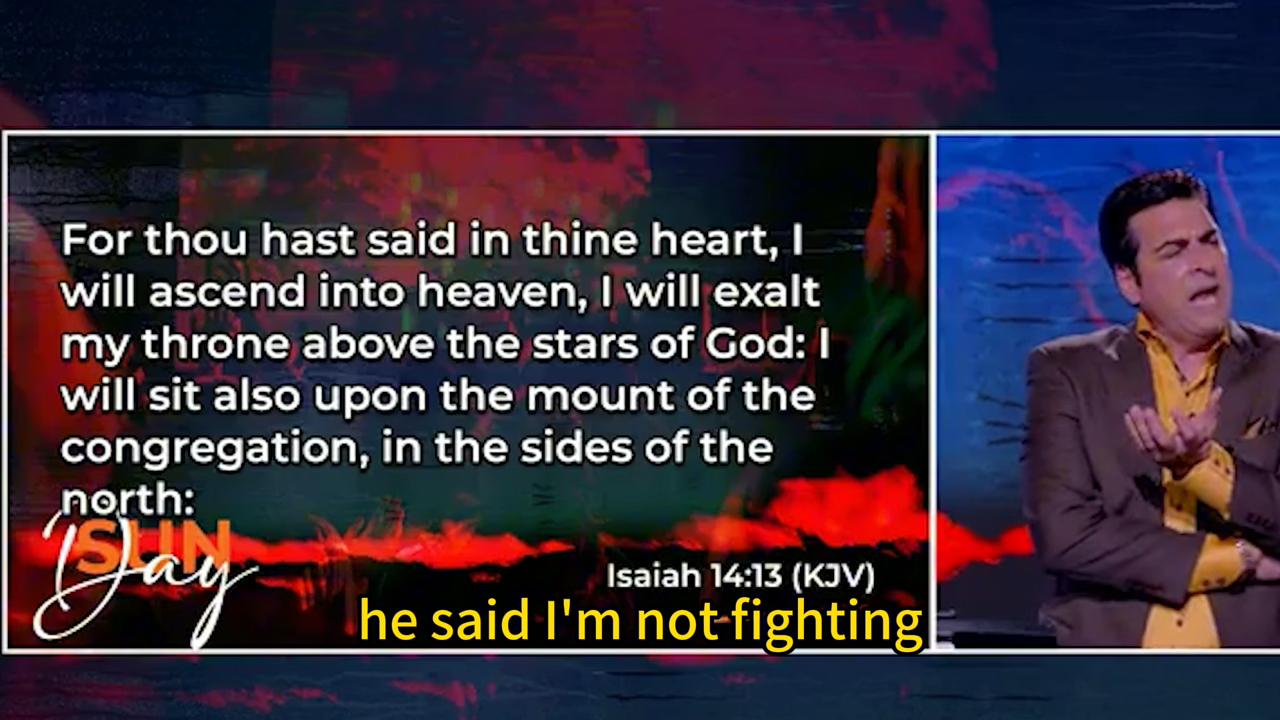 For thou hast said in thine heart, I
will ascend into heaven, I will exalt
my throne above the stars of God: I
will sit also upon the mount of the
congregation, in the sides of the
north:
SUN
Day
Isaiah 14:13 (KJV)
he said I'm not fighting